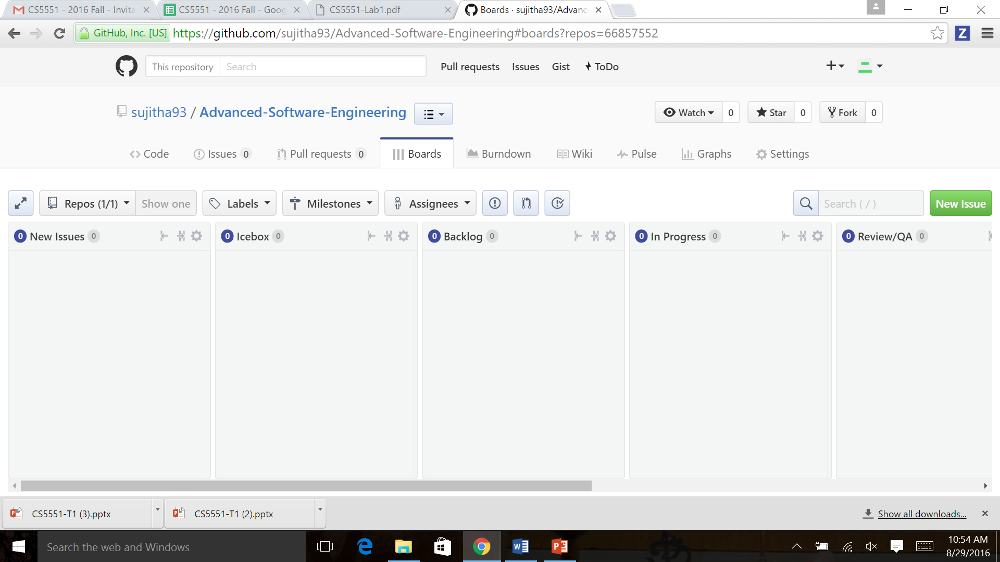 CS5551 - 2016 Fall - Invita
CS5551 - 2016 Fall - Goog
CS5551-Lab1.pdf
Boards · sujitha93/Advanc
GitHub, Inc. [US]
https://github.com/sujitha93/Advanced-Software-Engineering#boards?repos=66857552
Z
This repository Search
Pull requests Issues Gist ToDo
sujitha93 / Advanced-Software-Engineering
Watch 0 Star 0 Fork 0
Code Issues 0 Pull requests 0 Boards Burndown Wiki Pulse Graphs Settings
Repos (1/1) Show one Labels Milestones Assignees Search ( / ) New Issue
0 New Issues 0
0 Icebox 0
0 Backlog 0
0 In Progress 0
0 Review/QA 0
CS5551-T1 (3).pptx
CS5551-T1 (2).pptx
Show all downloads...
Search the web and Windows
10:54 AM
8/29/2016